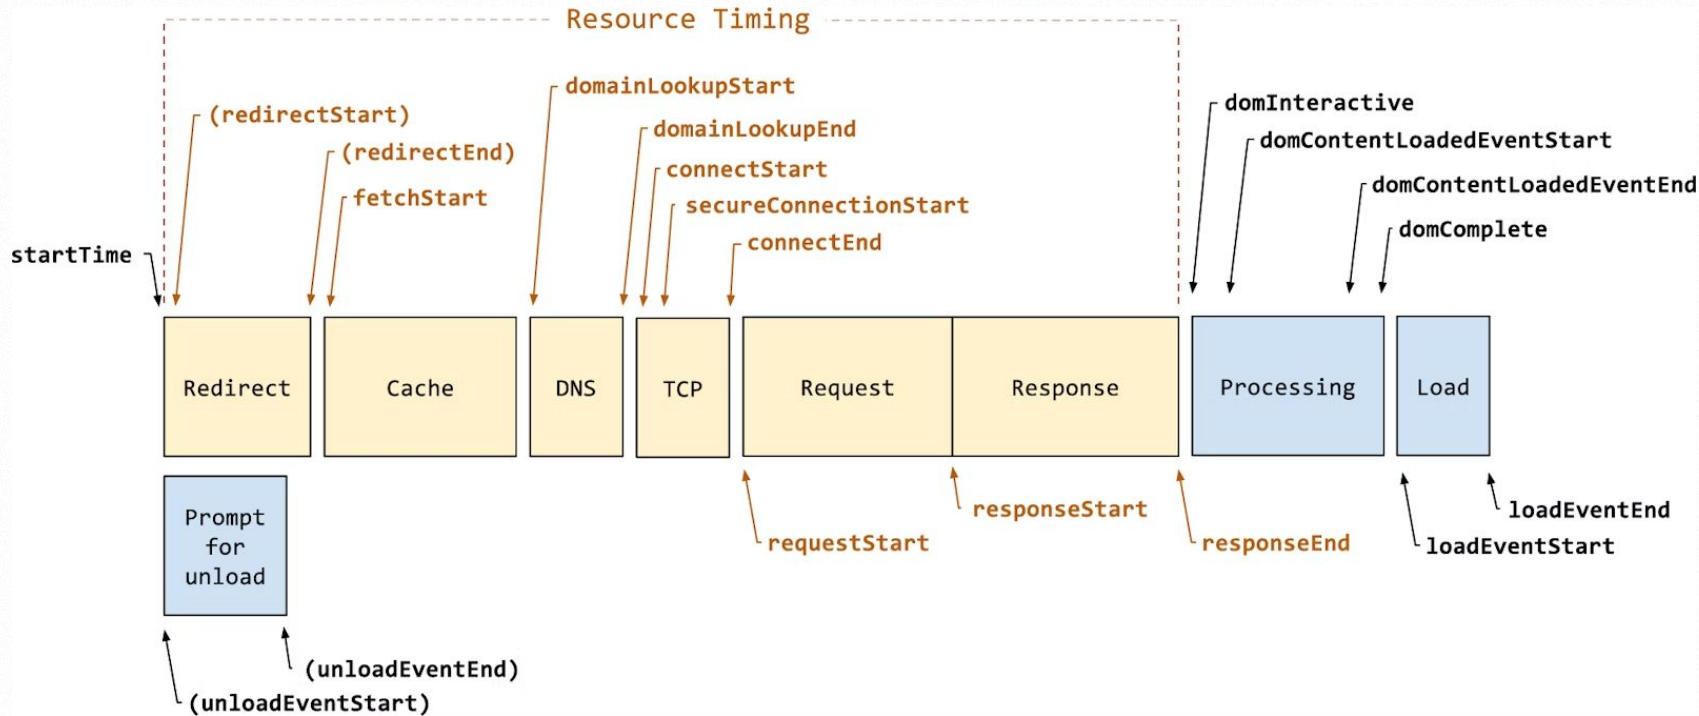 Resource Timing
domainLookupStart
(redirectStart)
domainLookupEnd
domInteractive
(redirectEnd)
connectStart
domContentLoadedEventStart
fetchStart
secureConnectionStart
domContentLoadedEventEnd
startTime
connectEnd
domComplete
Redirect
Cache
DNS
TCP
Request
Response
Processing
Load
Prompt
for
unload
responseStart
loadEventEnd
requestStart
responseEnd
loadEventStart
(unloadEventEnd)
(unloadEventStart)